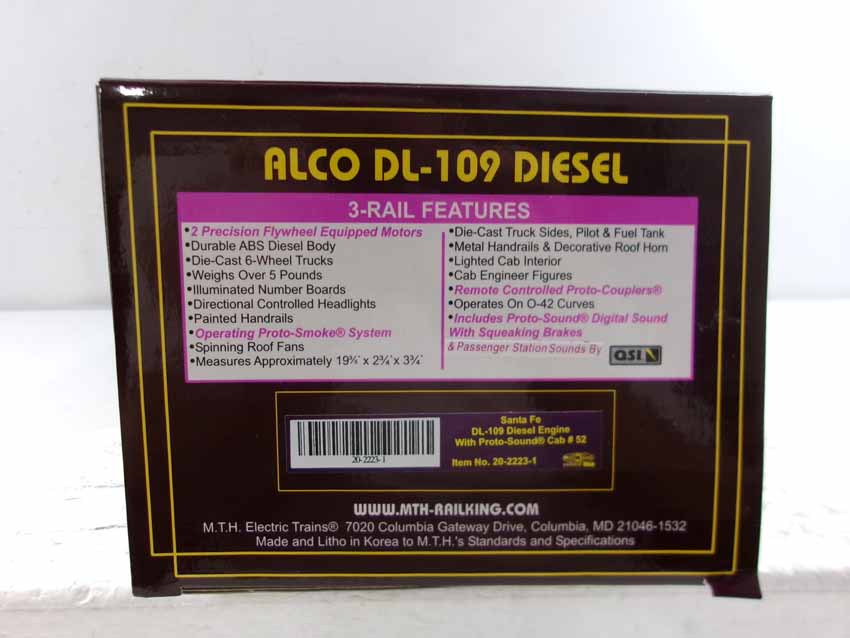 ALCO DL-109 DIESEL
3-RAIL FEATURES
•2 Precision Flywheel Equipped Motors
•Durable ABS Diesel Body
•Die-Cast 6-Wheel Trucks
•Weighs Over 5 Pounds
•Illuminated Number Boards
•Directional Controlled Headlights
•Painted Handrails
•Operating Proto-Smoke® System
•Spinning Roof Fans
•Measures Approximately 19¾" x 2¾"x 3¾"
•Die-Cast Truck Sides, Pilot & Fuel Tank
•Metal Handrails & Decorative Roof Horn
•Lighted Cab Interior
•Cab Engineer Figures
•Remote Controlled Proto-Couplers®
•Operates On O-42 Curves
•Includes Proto-Sound® Digital Sound
With Squeaking Brakes
& Passenger Station Sounds By QSI
20-2223-1
Santa Fe
DL-109 Diesel Engine
With Proto-Sound® Cab # 52
Item No. 20-2223-1
WWW.MTH-RAILKING.COM
M.T.H. Electric Trains® 7020 Columbia Gateway Drive, Columbia, MD 21046-1532
Made and Litho in Korea to M.T.H.'s Standards and Specifications